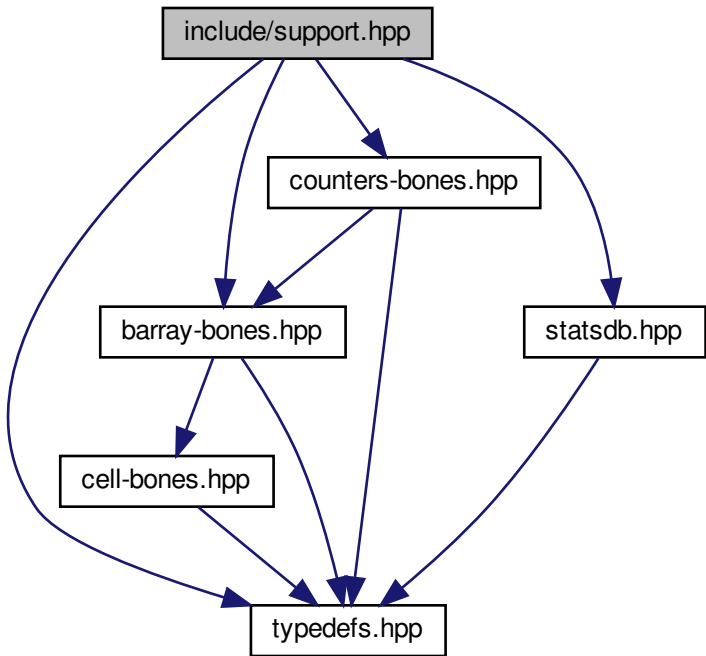 include/support.hpp
counters-bones.hpp
barray-bones.hpp
statsdb.hpp
cell-bones.hpp
typedefs.hpp